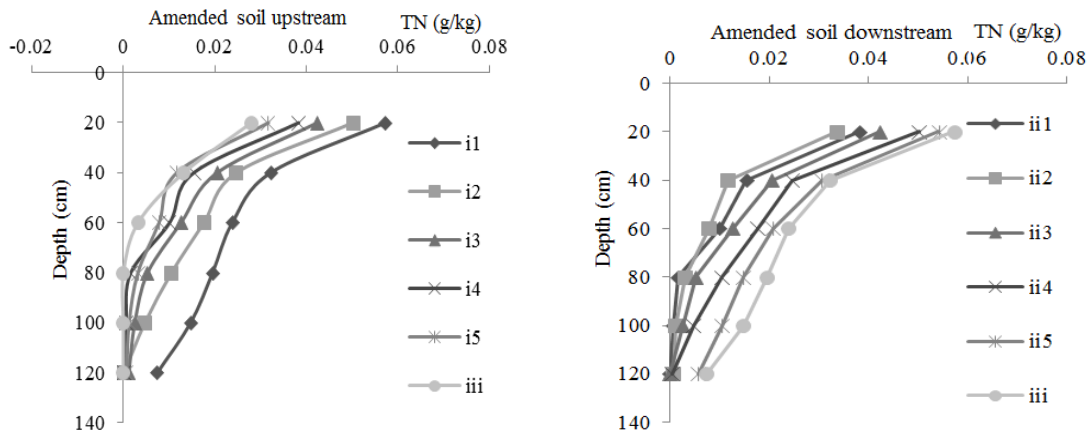 Amended soil upstream TN (g/kg)
-0.02 0 0.02 0.04 0.06 0.08
0
20
40
60
80
100
120
140
Depth (cm)
i1
i2
i3
i4
i5
iii
Amended soil downstream TN (g/kg)
0 0.02 0.04 0.06 0.08
0
20
40
60
80
100
120
140
Depth (cm)
ii1
ii2
ii3
ii4
ii5
iii